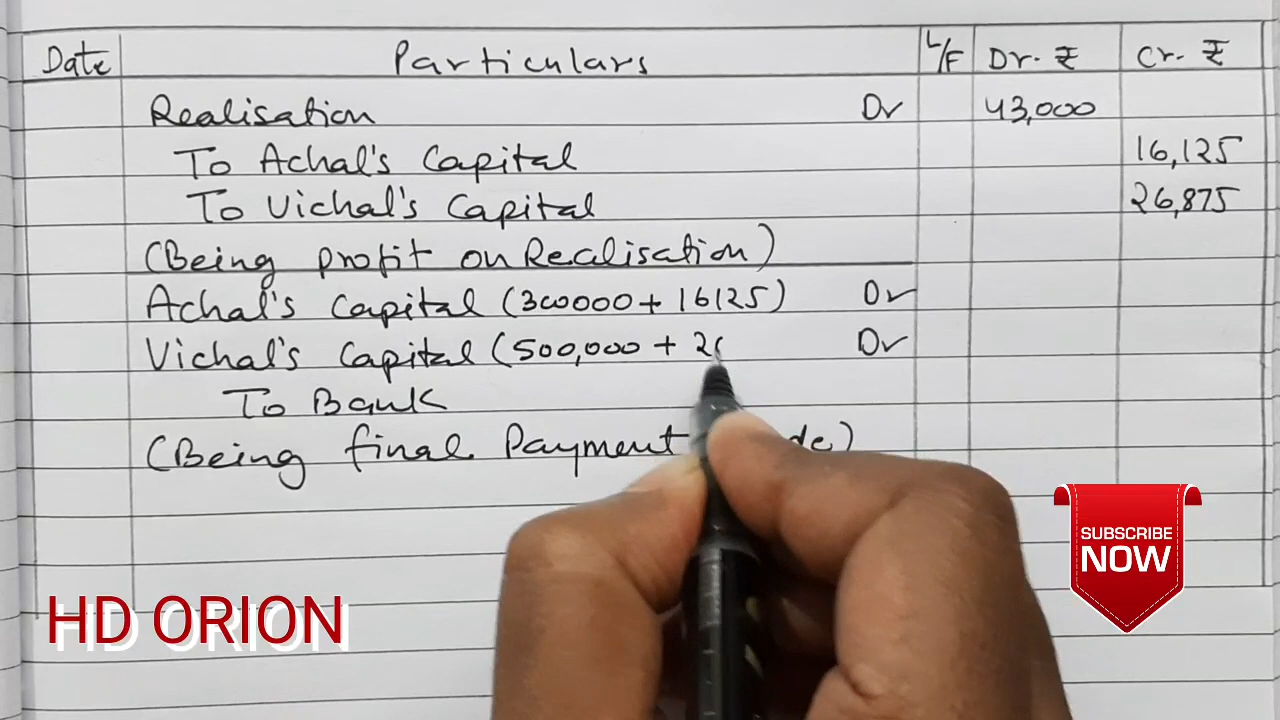 Date Particulars L/F Dr. ₹ Cr. ₹
Realisation Dr 43,000
To Achal's Capital 16,125
To Vichal's Capital 26,875
(Being profit on Realisation)
Achal's Capital (300000 + 16125) Dr
Vichal's Capital (500,000 + 2 Dr
To Bank
(Being final Payment de)
SUBSCRIBE
NOW
HD ORION